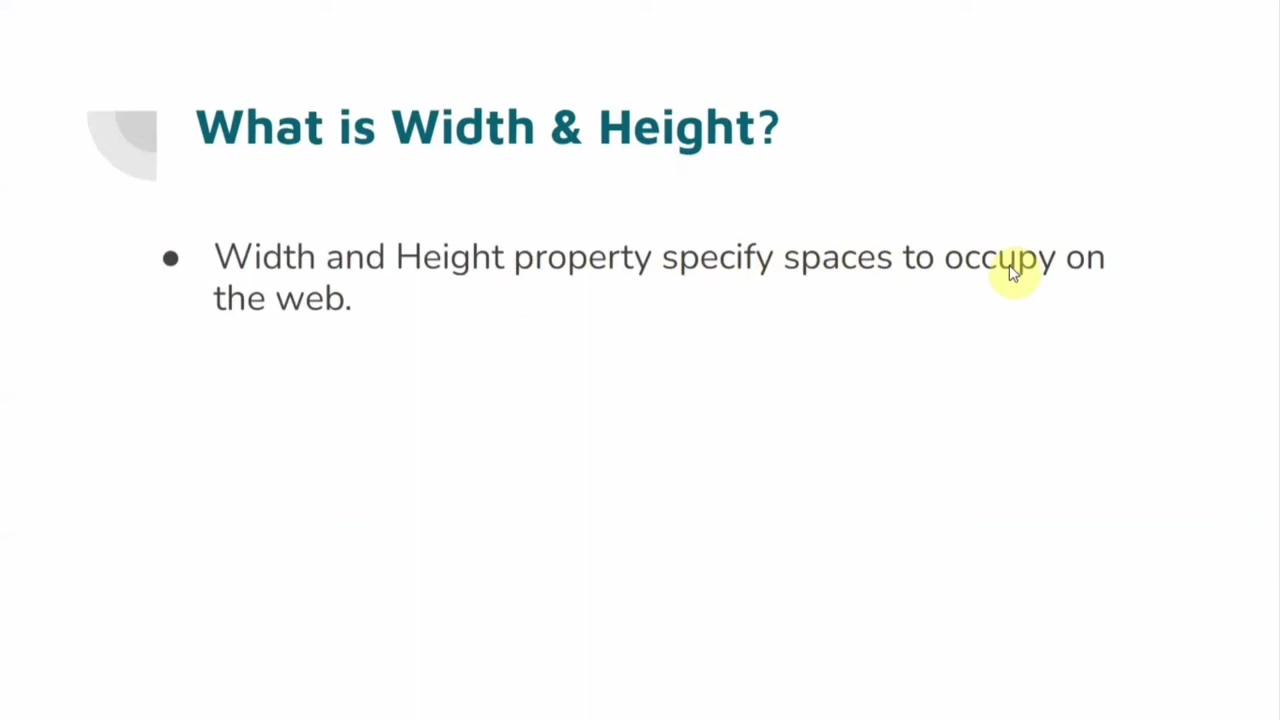 What is Width & Height?
● Width and Height property specify spaces to occupy on
the web.